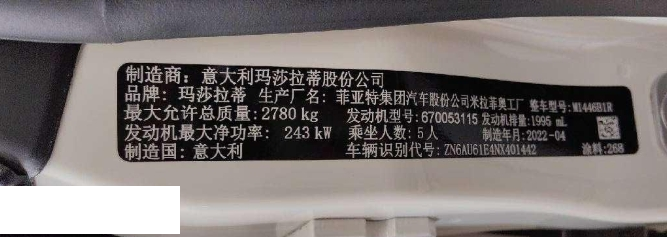 制造商: 意大利玛莎拉蒂股份公司
品牌: 玛莎拉蒂 生产厂名: 菲亚特集团汽车股份公司米拉菲奥工厂 整车型号: M1446B1R
最大允许总质量: 2780 kg 发动机型号: 670053115 发动机排量: 1995 mL
发动机最大净功率: 243 kW 乘坐人数: 5人 制造年月: 2022-04
制造国: 意大利 车辆识别代号: ZN6AU61E4NX401442 涂料: 268